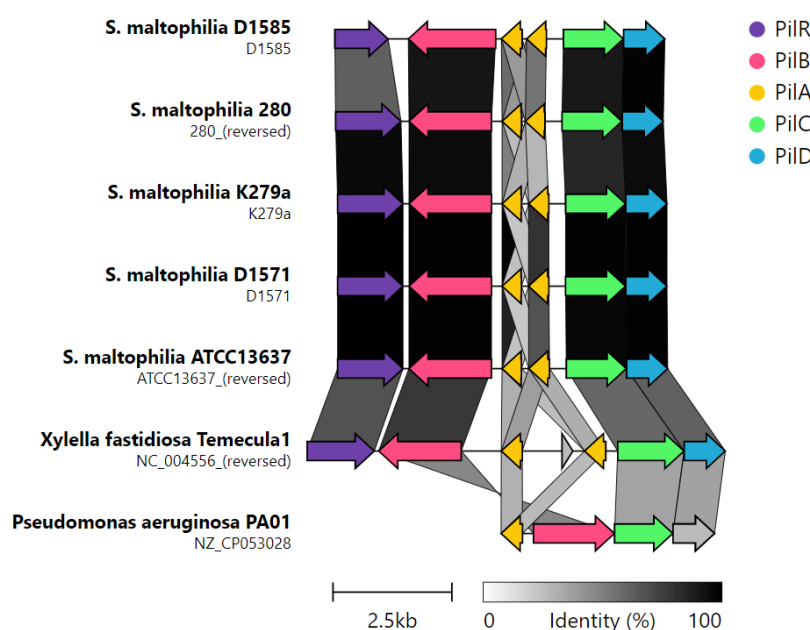 S. maltophilia D1585
D1585
S. maltophilia 280
280_(reversed)
S. maltophilia K279a
K279a
S. maltophilia D1571
D1571
S. maltophilia ATCC13637
ATCC13637_(reversed)
Xylella fastidiosa Temecula1
NC_004556_(reversed)
Pseudomonas aeruginosa PA01
NZ_CP053028
PilR
PilB
PilA
PilC
PilD
2.5kb
0 Identity (%) 100